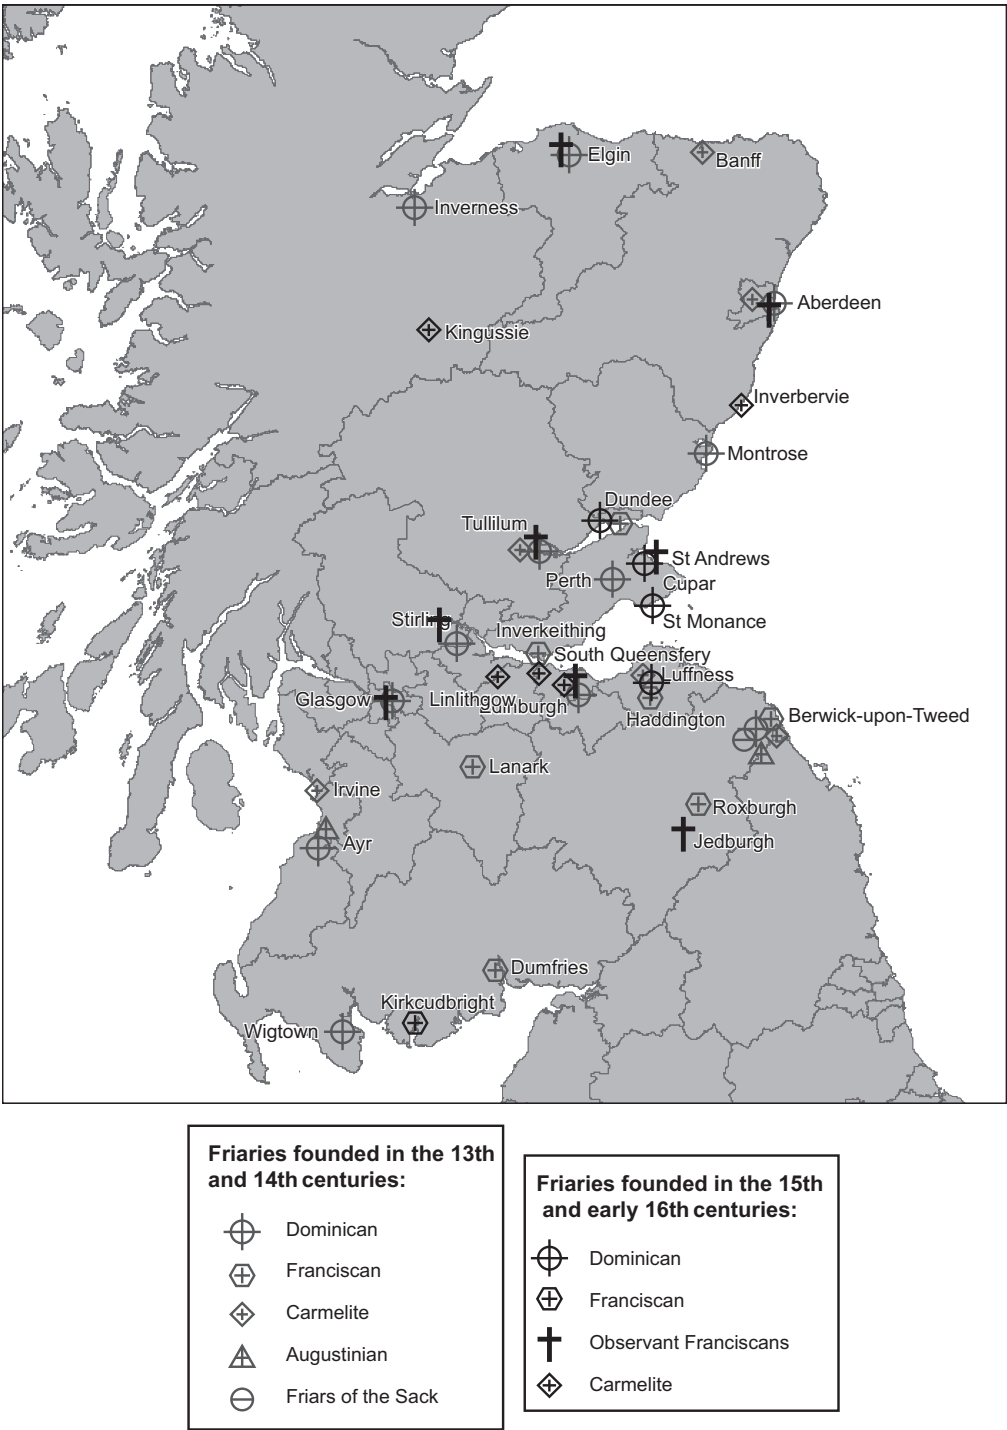 Elgin
Banff
Inverness
Aberdeen
Kingussie
Inverbervie
Montrose
Dundee
Tullilum
St Andrews
Perth
Cupar
St Monance
Stirling
Inverkeithing
South Queensfery
Luffness
Glasgow
Linlithgow
Haddington
Berwick-upon-Tweed
Lanark
Irvine
Roxburgh
Ayr
Jedburgh
Dumfries
Kirkcudbright
Wigtown
Friaries founded in the 13th
and 14th centuries:
Dominican
Franciscan
Carmelite
Augustinian
Friars of the Sack
Friaries founded in the 15th
and early 16th centuries:
Dominican
Franciscan
Observant Franciscans
Carmelite